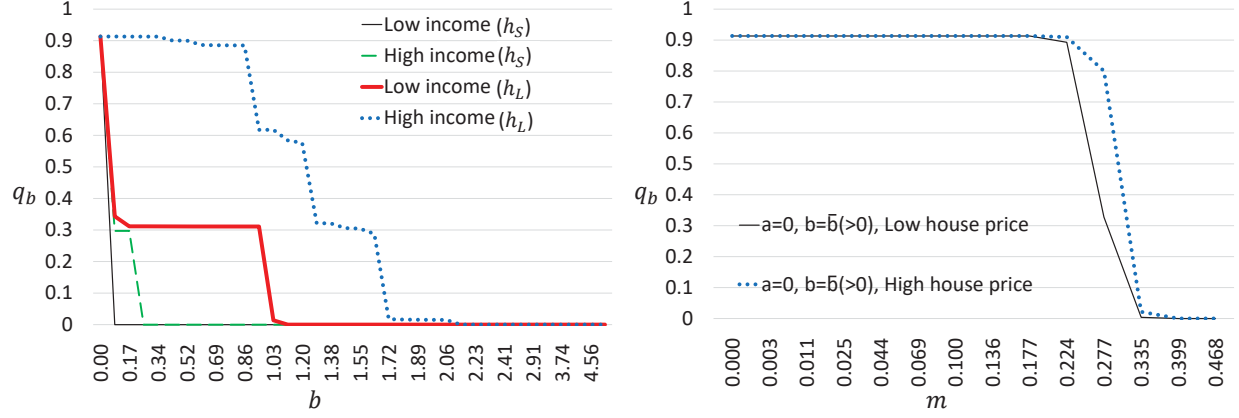 1
0.9
0.8
0.7
0.6
0.5
0.4
0.3
0.2
0.1
0
q_b
Low income (h_S)
High income (h_S)
Low income (h_L)
High income (h_L)
0.00 0.17 0.34 0.52 0.69 0.86 1.03 1.20 1.38 1.55 1.72 1.89 2.06 2.23 2.41 2.91 3.74 4.56
b
1
0.9
0.8
0.7
0.6
0.5
0.4
0.3
0.2
0.1
0
q_b
a=0, b=b̄(>0), Low house price
a=0, b=b̄(>0), High house price
0.000 0.003 0.011 0.025 0.044 0.069 0.100 0.136 0.177 0.224 0.277 0.335 0.399 0.468
m